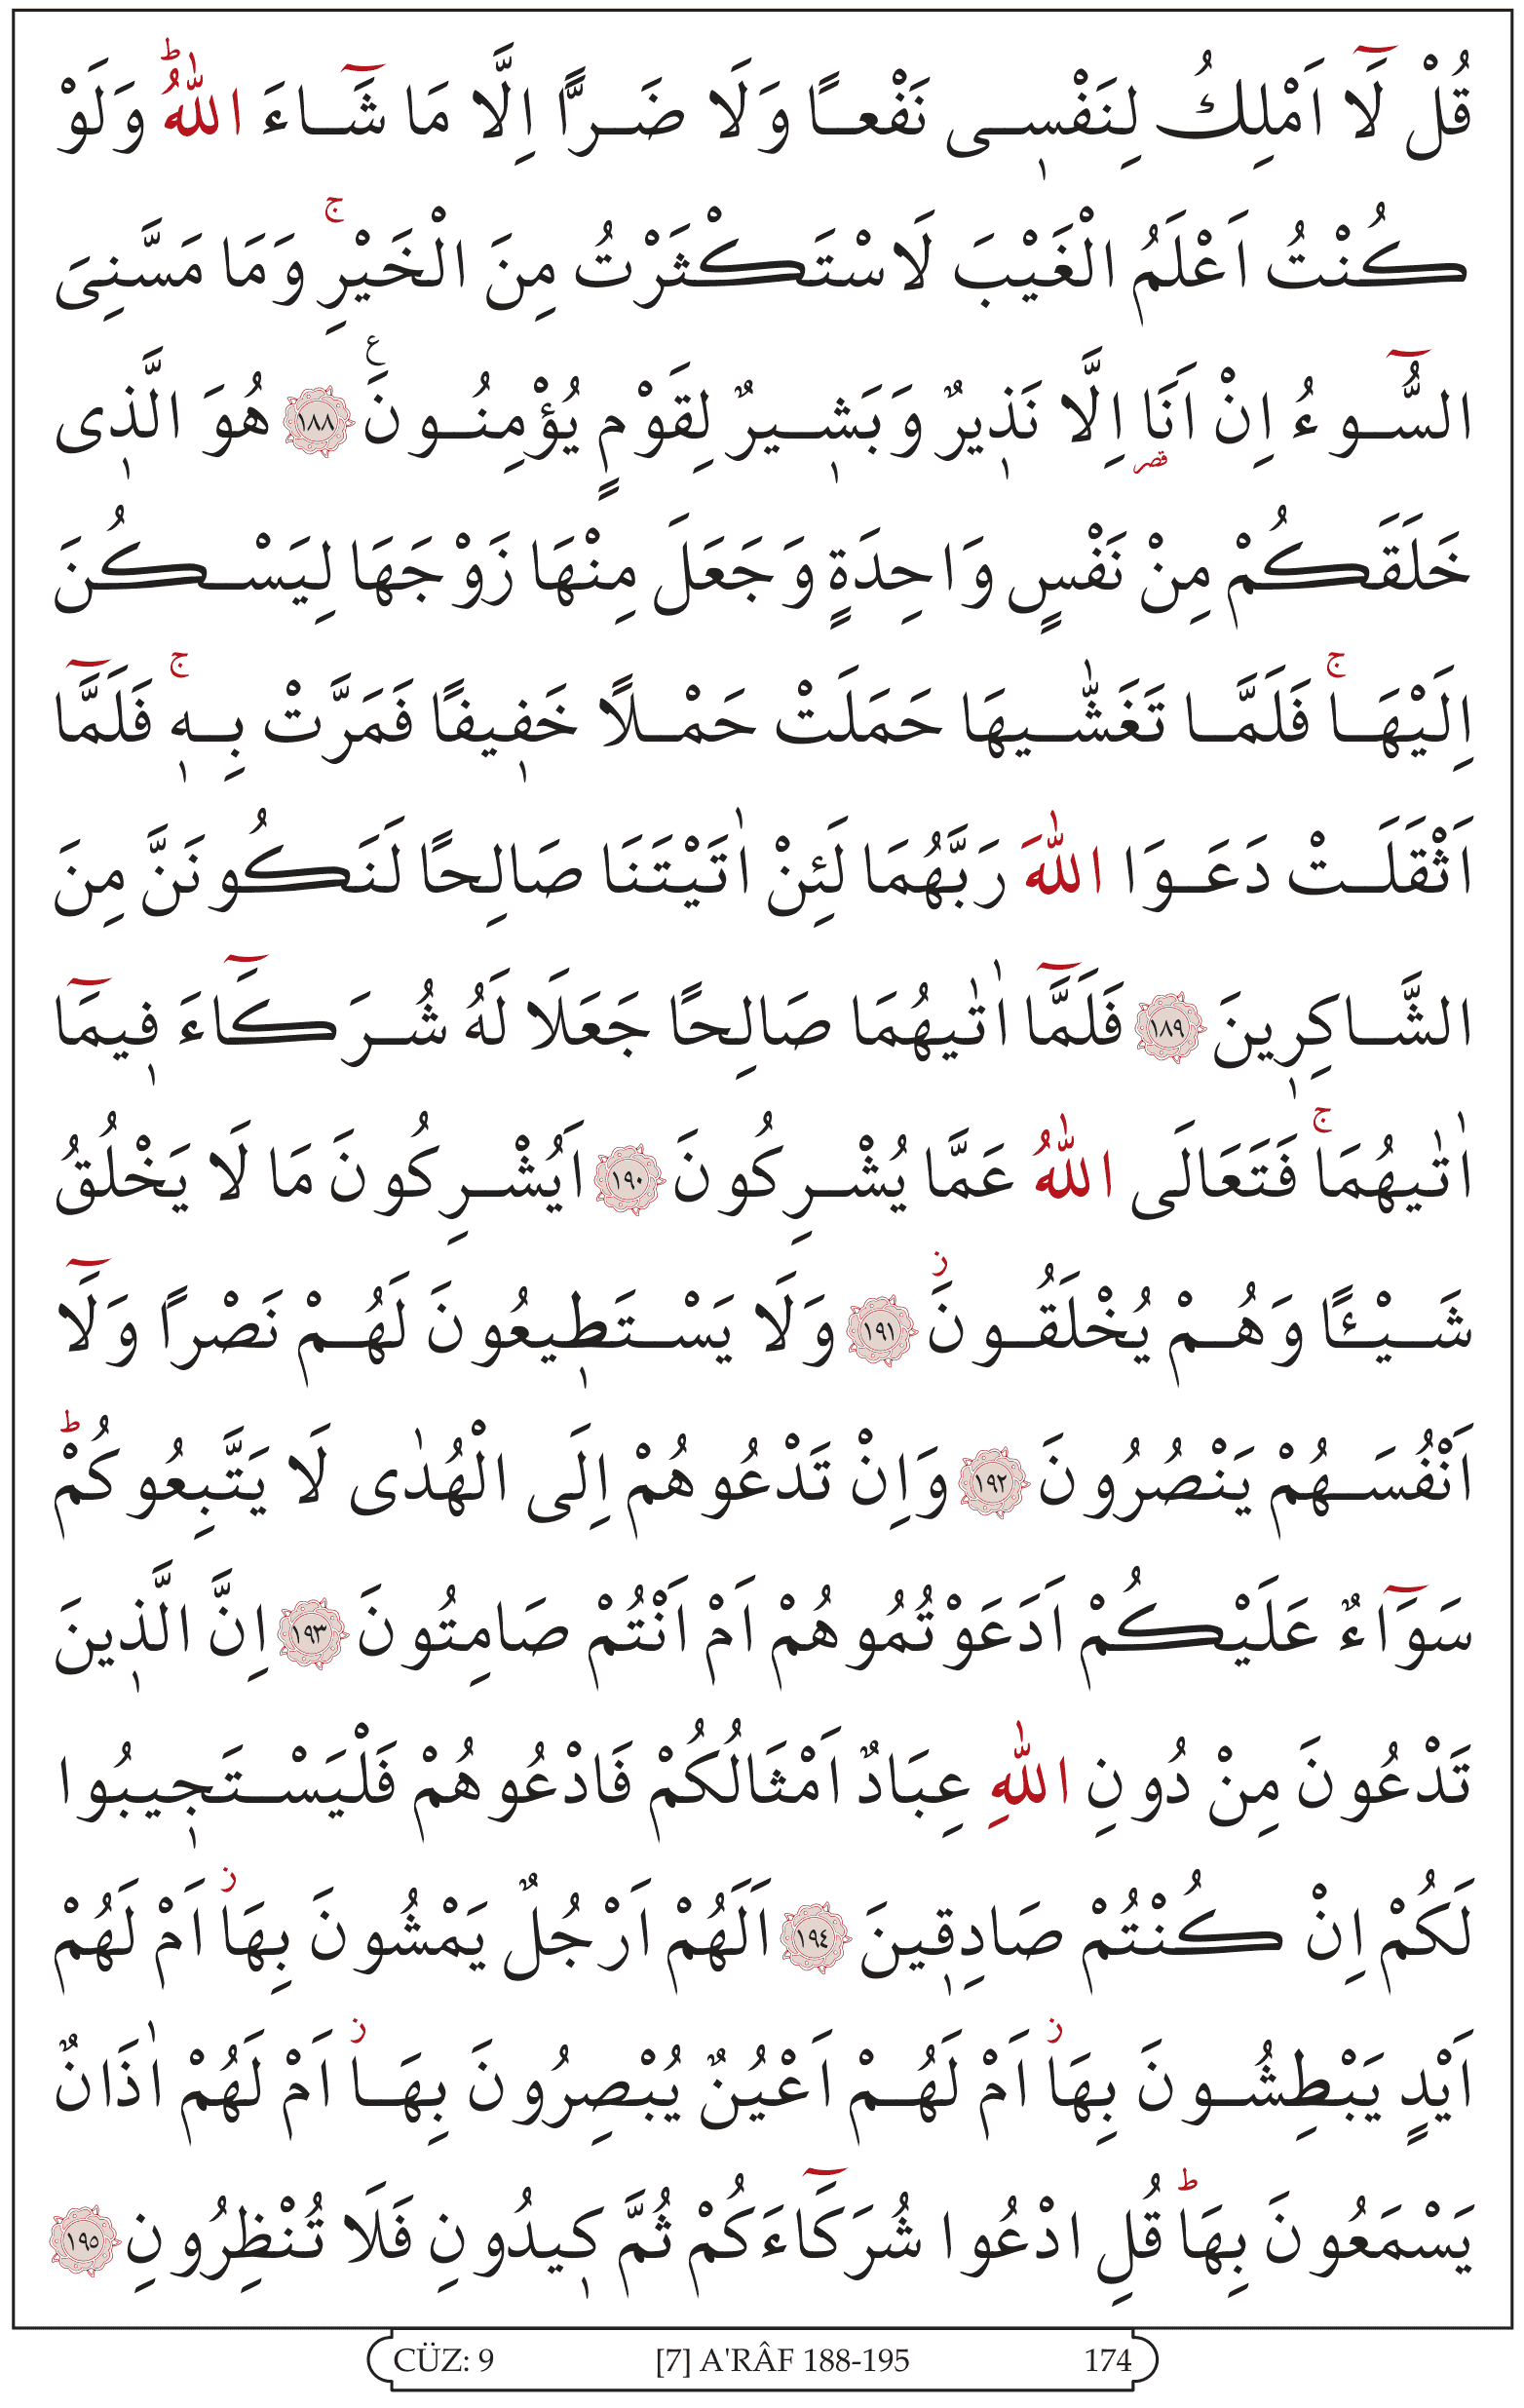 قُلْ لَٓا اَمْلِكُ لِنَفْسٖى نَفْعًا وَلَا ضَرًّا اِلَّا مَا شَٓاءَ اللّٰهُؕ وَلَوْ
كُنْتُ اَعْلَمُ الْغَيْبَ لَاسْتَكْثَرْتُ مِنَ الْخَيْرِۚ وَمَا مَسَّنِىَ
السُّٓوءُ اِنْ اَنَا۬ اِلَّا نَذٖيرٌ وَبَشٖيرٌ لِقَوْمٍ يُؤْمِنُونَࣖ ﴿١٨٨﴾ هُوَ الَّذٖى
خَلَقَكُمْ مِنْ نَفْسٍ وَاحِدَةٍ وَجَعَلَ مِنْهَا زَوْجَهَا لِيَسْكُنَ
اِلَيْهَاۚ فَلَمَّا تَغَشّٰيهَا حَمَلَتْ حَمْلًا خَفٖيفًا فَمَرَّتْ بِهٖۚ فَلَمَّٓا
اَثْقَلَتْ دَعَوَا اللّٰهَ رَبَّهُمَا لَئِنْ اٰتَيْتَنَا صَالِحًا لَنَكُونَنَّ مِنَ
الشَّاكِرٖينَ ﴿١٨٩﴾ فَلَمَّٓا اٰتٰيهُمَا صَالِحًا جَعَلَا لَهُ شُرَكَٓاءَ فٖيمَٓا
اٰتٰيهُمَاۚ فَتَعَالَى اللّٰهُ عَمَّا يُشْرِكُونَ ﴿١٩٠﴾ اَيُشْرِكُونَ مَا لَا يَخْلُقُ
شَيْئًا وَهُمْ يُخْلَقُونَؗ ﴿١٩١﴾ وَلَا يَسْتَطٖيعُونَ لَهُمْ نَصْرًا وَلَٓا
اَنْفُسَهُمْ يَنْصُرُونَ ﴿١٩٢﴾ وَاِنْ تَدْعُوهُمْ اِلَى الْهُدٰى لَا يَتَّبِعُوكُمْؕ
سَوَٓاءٌ عَلَيْكُمْ اَدَعَوْتُمُوهُمْ اَمْ اَنْتُمْ صَامِتُونَ ﴿١٩٣﴾ اِنَّ الَّذٖينَ
تَدْعُونَ مِنْ دُونِ اللّٰهِ عِبَادٌ اَمْثَالُكُمْ فَادْعُوهُمْ فَلْيَسْتَجٖيبُوا
لَكُمْ اِنْ كُنْتُمْ صَادِقٖينَ ﴿١٩٤﴾ اَلَهُمْ اَرْجُلٌ يَمْشُونَ بِهَاؗ اَمْ لَهُمْ
اَيْدٍ يَبْطِشُونَ بِهَاؗ اَمْ لَهُمْ اَعْيُنٌ يُبْصِرُونَ بِهَاؗ اَمْ لَهُمْ اٰذَانٌ
يَسْمَعُونَ بِهَاؕ قُلِ ادْعُوا شُرَكَٓاءَكُمْ ثُمَّ كٖيدُونِ فَلَا تُنْظِرُونِ ﴿١٩٥﴾
CÜZ: 9 [7] A'RÂF 188-195 174